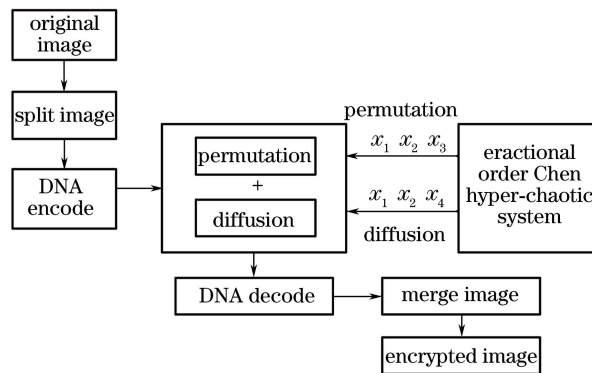 original
image
split image
DNA
encode
permutation
+
diffusion
permutation
x₁ x₂ x₃
x₁ x₂ x₄
diffusion
eractional
order Chen
hyper-chaotic
system
DNA decode
merge image
encrypted image